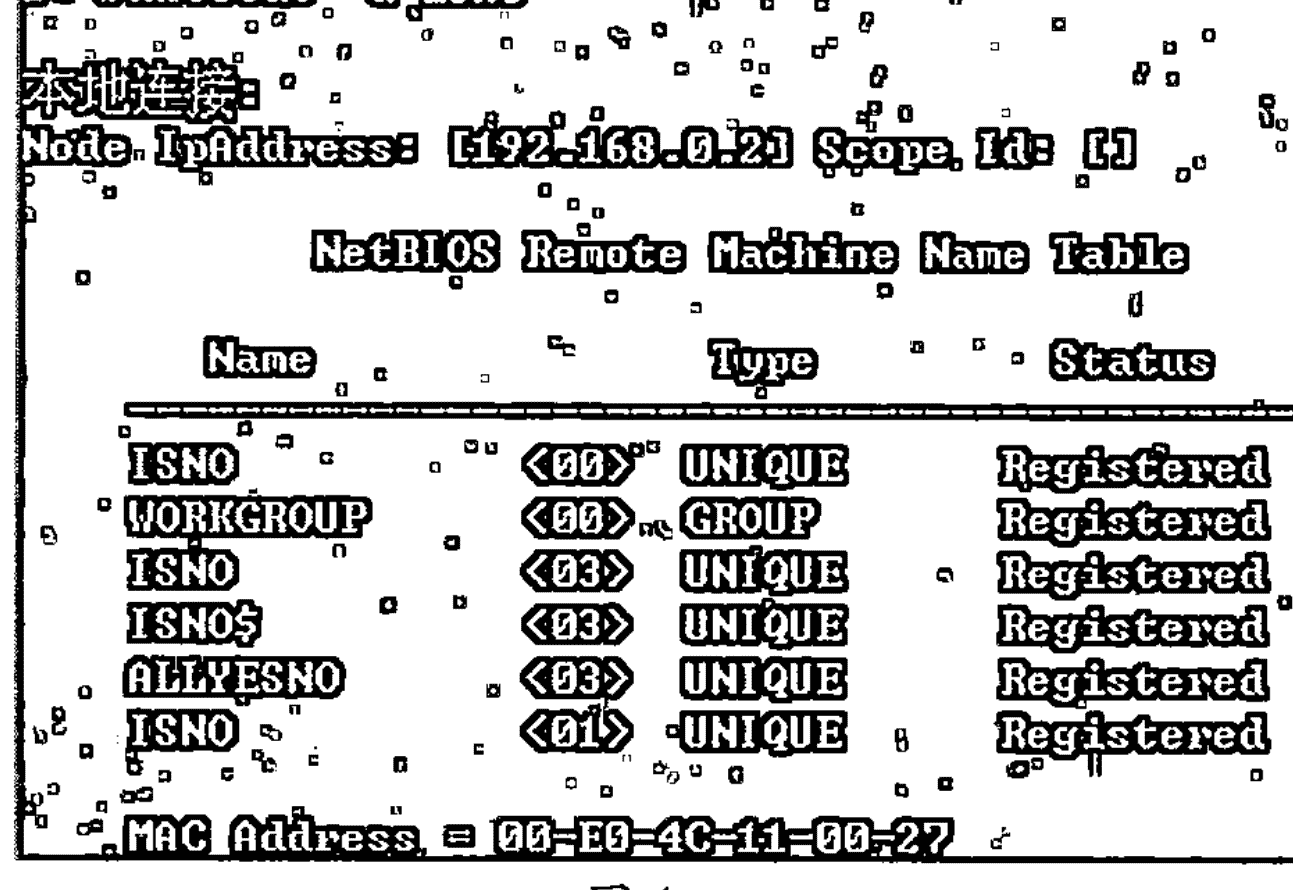 本地连接:
Node IpAddress: [192.168.0.2] Scope Id: []
NetBIOS Remote Machine Name Table
Name Type Status
ISNO <00> UNIQUE Registered
WORKGROUP <00> GROUP Registered
ISNO <03> UNIQUE Registered
ISNO$ <03> UNIQUE Registered
ALLYESNO <03> UNIQUE Registered
ISNO <01> UNIQUE Registered
MAC Address = 00-E0-4C-11-00-27